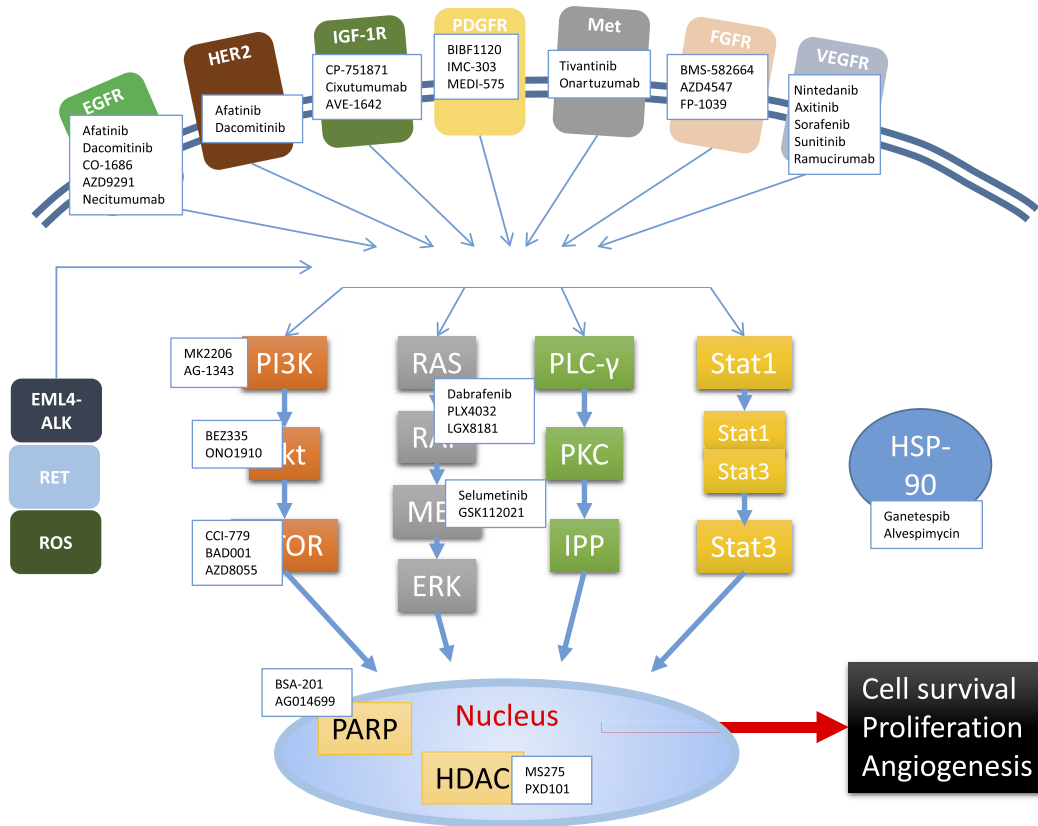 EGFR
Afatinib
Dacomitinib
CO-1686
AZD9291
Necitumumab
HER2
Afatinib
Dacomitinib
IGF-1R
CP-751871
Cixutumumab
AVE-1642
PDGFR
BIBF1120
IMC-303
MEDI-575
Met
Tivantinib
Onartuzumab
FGFR
BMS-582664
AZD4547
FP-1039
VEGFR
Nintedanib
Axitinib
Sorafenib
Sunitinib
Ramucirumab
EML4-
ALK
RET
ROS
MK2206
AG-1343
PI3K
BEZ335
ONO1910
kt
CCI-779
BAD001
AZD8055
TOR
RAS
Dabrafenib
PLX4032
LGX8181
RAF
Selumetinib
GSK112021
ME
ERK
PLC-γ
PKC
IPP
Stat1
Stat1
Stat3
Stat3
HSP-
90
Ganetespib
Alvespimycin
BSA-201
AG014699
PARP
Nucleus
HDAC
MS275
PXD101
Cell survival
Proliferation
Angiogenesis